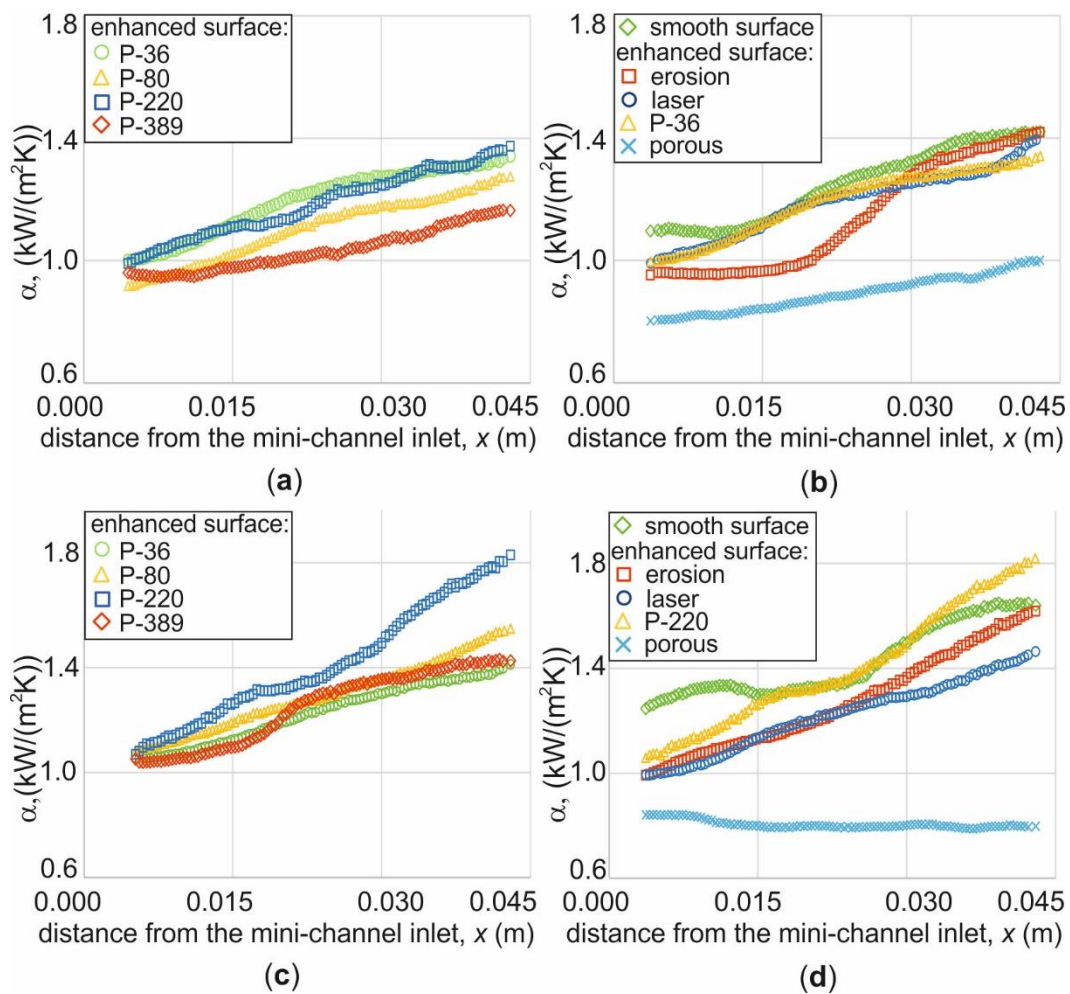 1.8
enhanced surface:
P-36
P-80
P-220
P-389
1.4
1.0
0.6
α, (kW/(m²K))
0.000 0.015 0.030 0.045
distance from the mini-channel inlet, x (m)
(a)
1.8
smooth surface
enhanced surface:
erosion
laser
P-36
porous
1.4
1.0
0.6
α, (kW/(m²K))
0.000 0.015 0.030 0.045
distance from the mini-channel inlet, x (m)
(b)
enhanced surface:
P-36
P-80
P-220
P-389
1.8
1.4
1.0
0.6
α,(kW/(m²K))
0.000 0.015 0.030 0.045
distance from the mini-channel inlet, x (m)
(c)
smooth surface
enhanced surface:
erosion
laser
P-220
porous
1.8
1.4
1.0
0.6
α, (kW/(m²K))
0.000 0.015 0.030 0.045
distance from the mini-channel inlet, x (m)
(d)